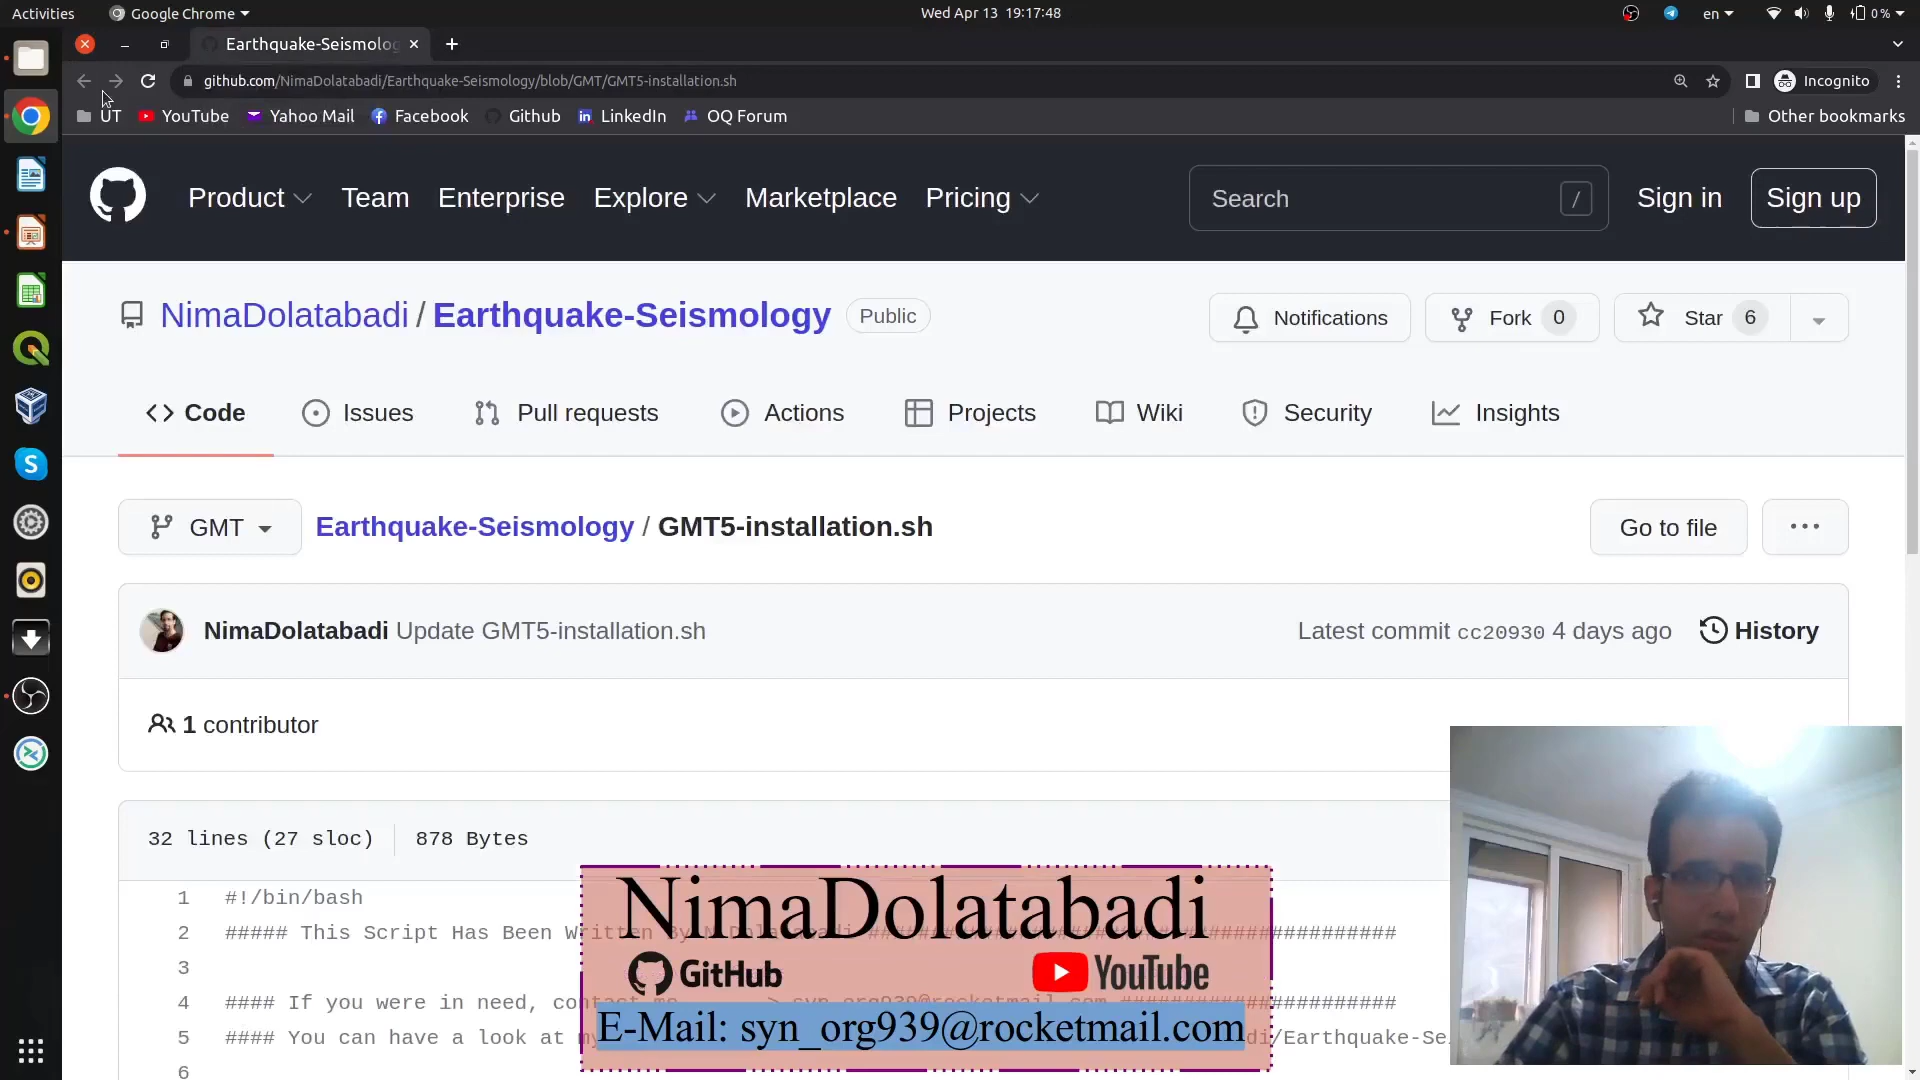 Activities Google Chrome Wed Apr 13 19:17:48 en 0 %
Earthquake-Seismolog
github.com/NimaDolatabadi/Earthquake-Seismology/blob/GMT/GMT5-installation.sh Incognito
UT YouTube Yahoo Mail Facebook Github LinkedIn OQ Forum Other bookmarks
Product Team Enterprise Explore Marketplace Pricing Search / Sign in Sign up
NimaDolatabadi / Earthquake-Seismology Public Notifications Fork 0 Star 6
Code Issues Pull requests Actions Projects Wiki Security Insights
GMT Earthquake-Seismology / GMT5-installation.sh Go to file
NimaDolatabadi Update GMT5-installation.sh Latest commit cc20930 4 days ago History
1 contributor
32 lines (27 sloc) 878 Bytes
1 #!/bin/bash
2 ##### This Script Has Been Written By N.Dolatabadi
3
4 #### If you were in need, contact me
5 #### You can have a look at
6
NimaDolatabadi
GitHub YouTube
E-Mail: syn_org939@rocketmail.com